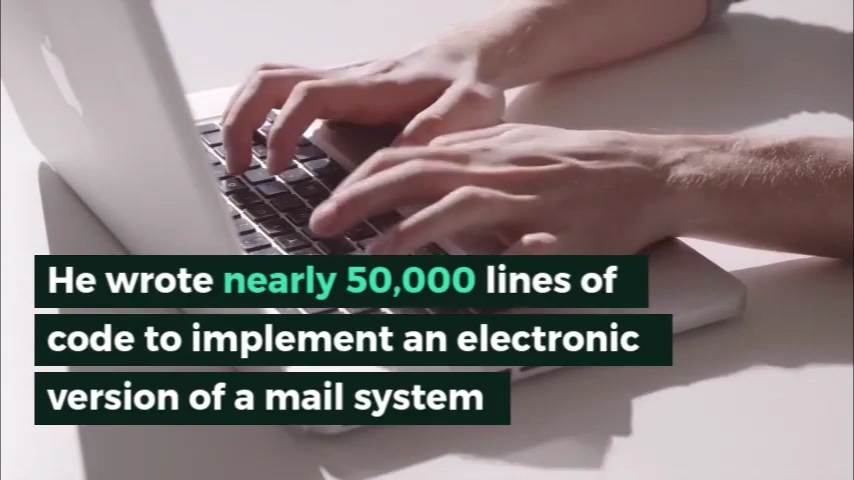 He wrote nearly 50,000 lines of
code to implement an electronic
version of a mail system